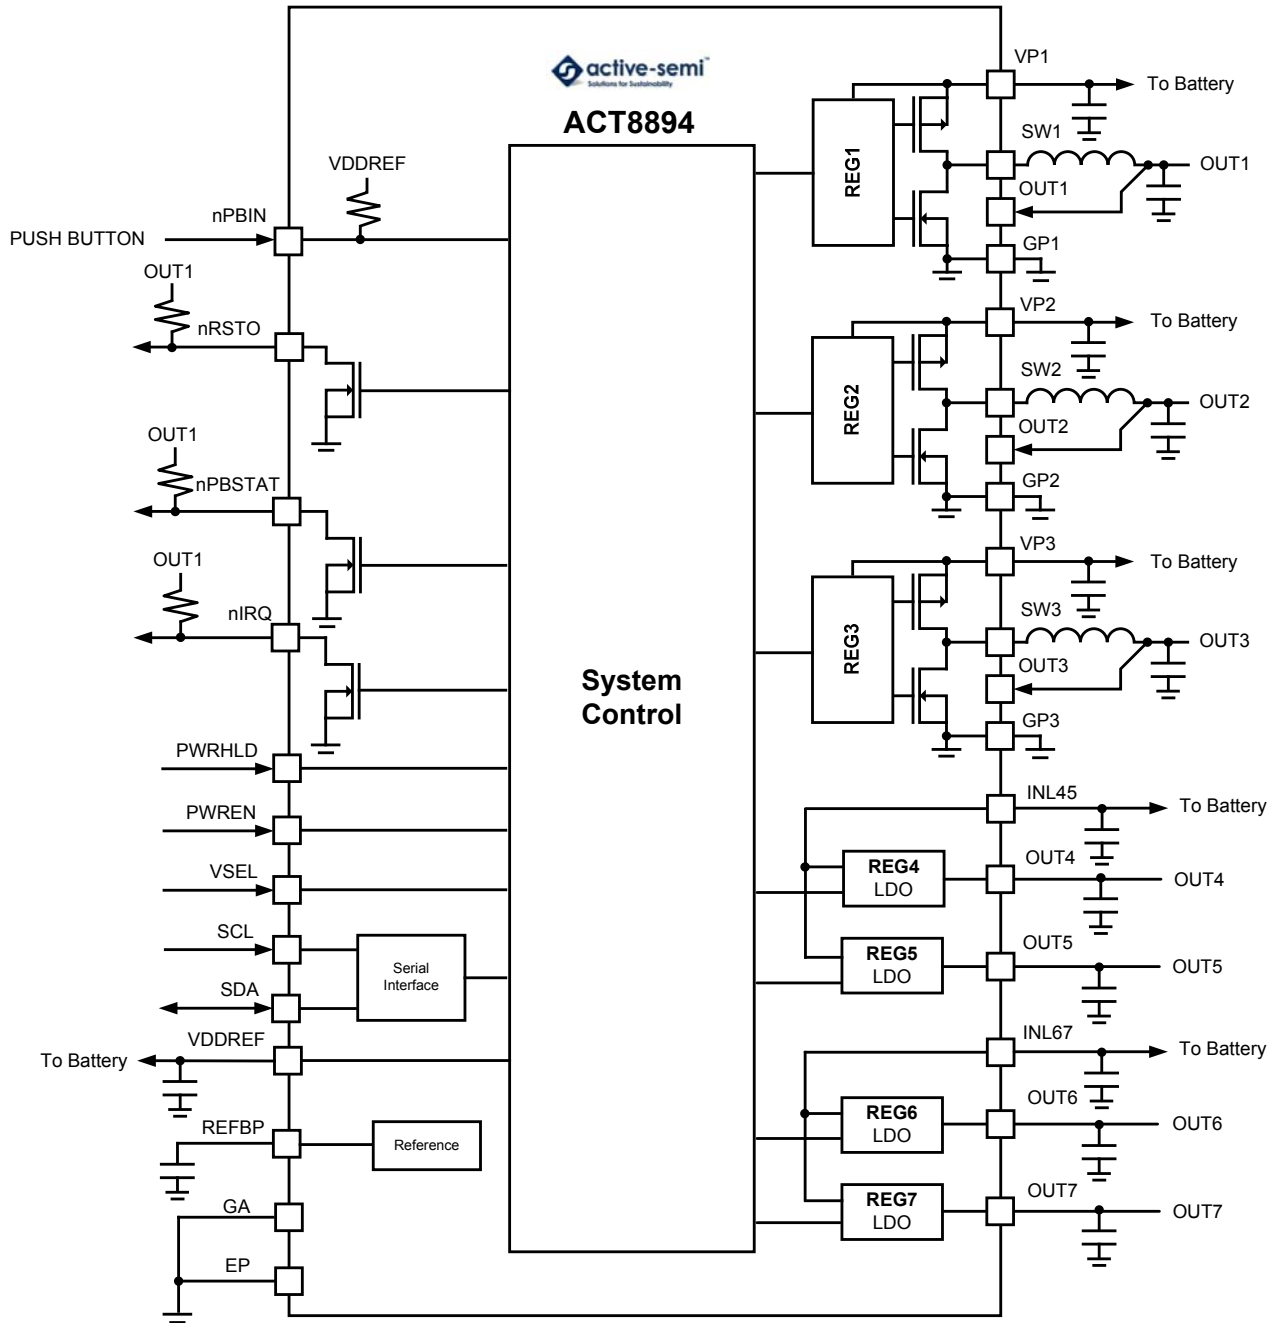 active-semi™
Solutions for Sustainability
ACT8894
System
Control
VDDREF
nPBIN
PUSH BUTTON
OUT1
nRSTO
OUT1
nPBSTAT
OUT1
nIRQ
PWRHLD
PWREN
VSEL
SCL
SDA
Serial
Interface
VDDREF
To Battery
REFBP
Reference
GA
EP
REG1
VP1
To Battery
SW1
OUT1
OUT1
GP1
REG2
VP2
To Battery
SW2
OUT2
OUT2
GP2
REG3
VP3
To Battery
SW3
OUT3
OUT3
GP3
INL45
To Battery
REG4
LDO
OUT4
OUT4
REG5
LDO
OUT5
OUT5
INL67
To Battery
REG6
LDO
OUT6
OUT6
REG7
LDO
OUT7
OUT7